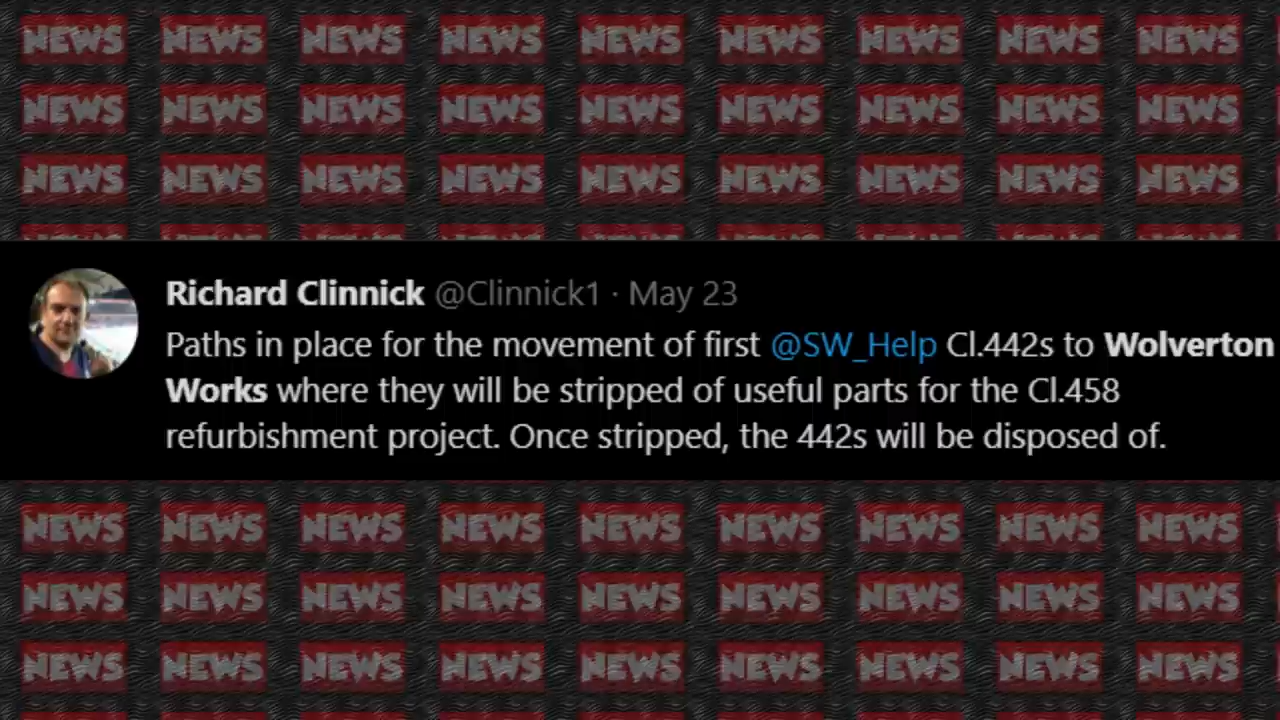 NEWS NEWS NEWS NEWS NEWS NEWS NEWS NEWS NEWS
NEWS NEWS NEWS NEWS NEWS NEWS NEWS NEWS NEWS
NEWS NEWS NEWS NEWS NEWS NEWS NEWS NEWS NEWS
Richard Clinnick @Clinnick1 · May 23
Paths in place for the movement of first @SW_Help Cl.442s to Wolverton
Works where they will be stripped of useful parts for the Cl.458
refurbishment project. Once stripped, the 442s will be disposed of.
NEWS NEWS NEWS NEWS NEWS NEWS NEWS NEWS NEWS
NEWS NEWS NEWS NEWS NEWS NEWS NEWS NEWS NEWS
NEWS NEWS NEWS NEWS NEWS NEWS NEWS NEWS NEWS